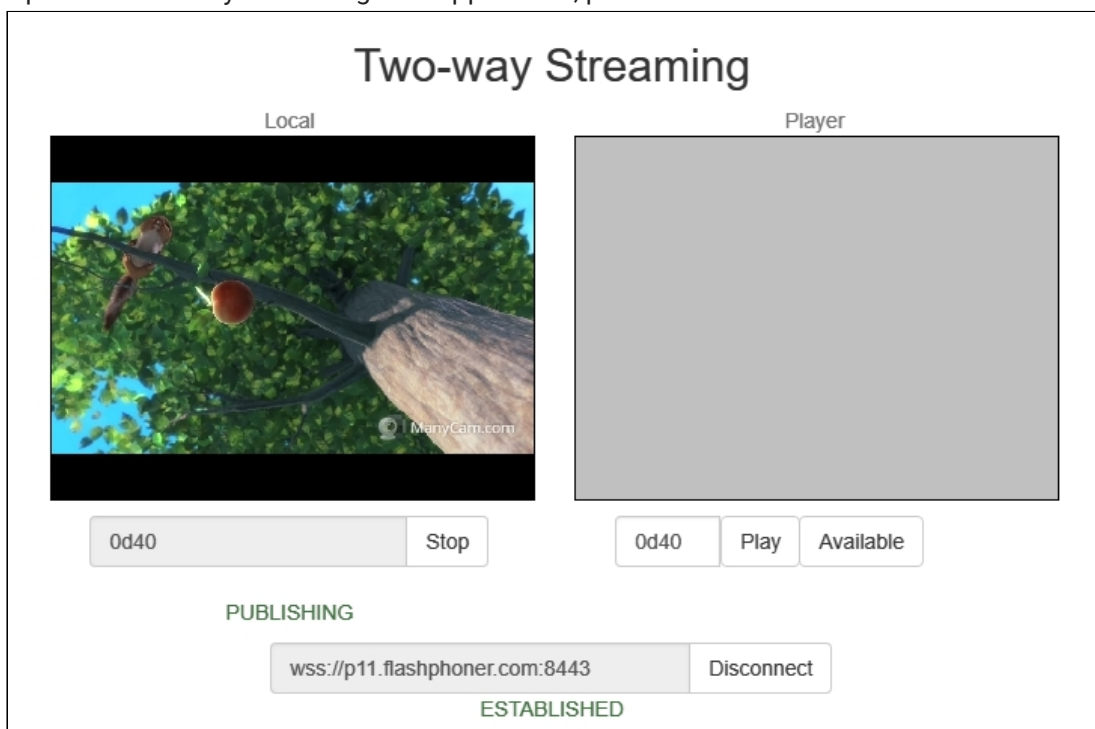 Two-way Streaming
Local
Player
ManyCam.com
0d40
Stop
0d40
Play
Available
PUBLISHING
wss://p11.flashphoner.com:8443
Disconnect
ESTABLISHED